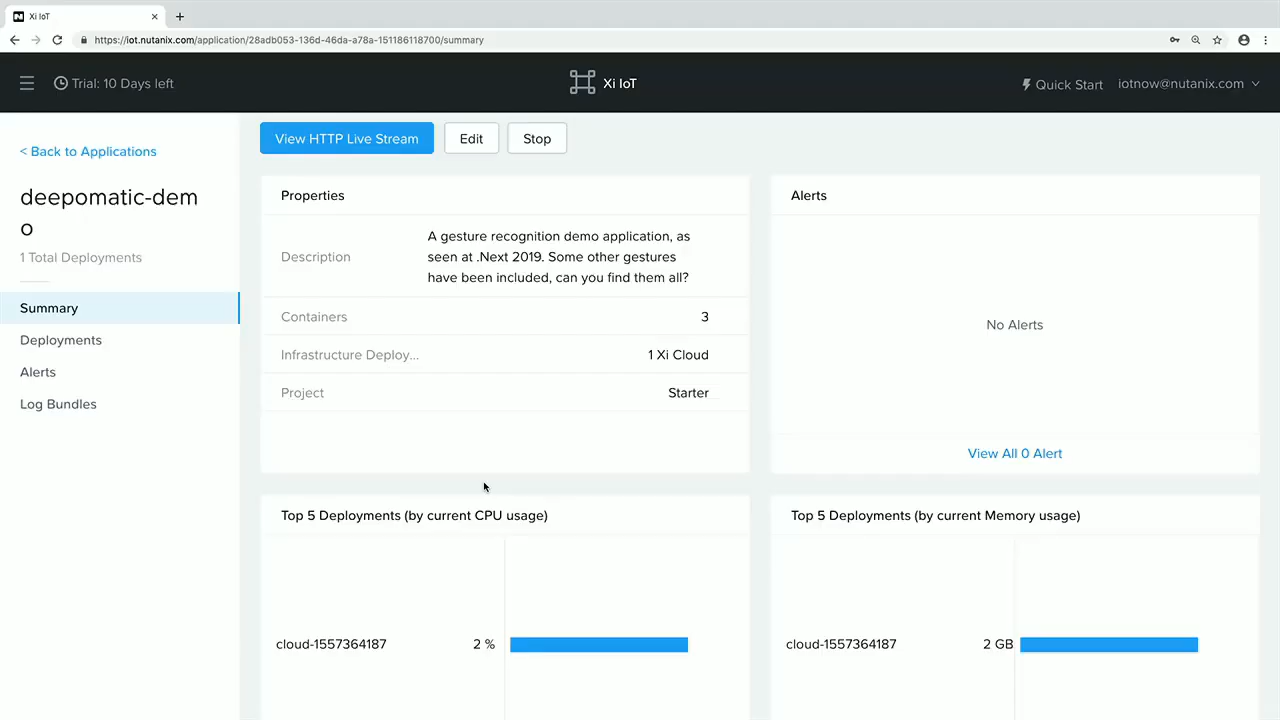 Xi IoT
https://iot.nutanix.com/application/28adb053-136d-46da-a78a-151186118700/summary
Trial: 10 Days left
Xi IoT
Quick Start
iotnow@nutanix.com
< Back to Applications
deepomatic-dem
o
1 Total Deployments
Summary
Deployments
Alerts
Log Bundles
View HTTP Live Stream
Edit
Stop
Properties
Description
A gesture recognition demo application, as
seen at .Next 2019. Some other gestures
have been included, can you find them all?
Containers
3
Infrastructure Deploy...
1 Xi Cloud
Project
Starter
Alerts
No Alerts
View All 0 Alert
Top 5 Deployments (by current CPU usage)
cloud-1557364187
2 %
Top 5 Deployments (by current Memory usage)
cloud-1557364187
2 GB